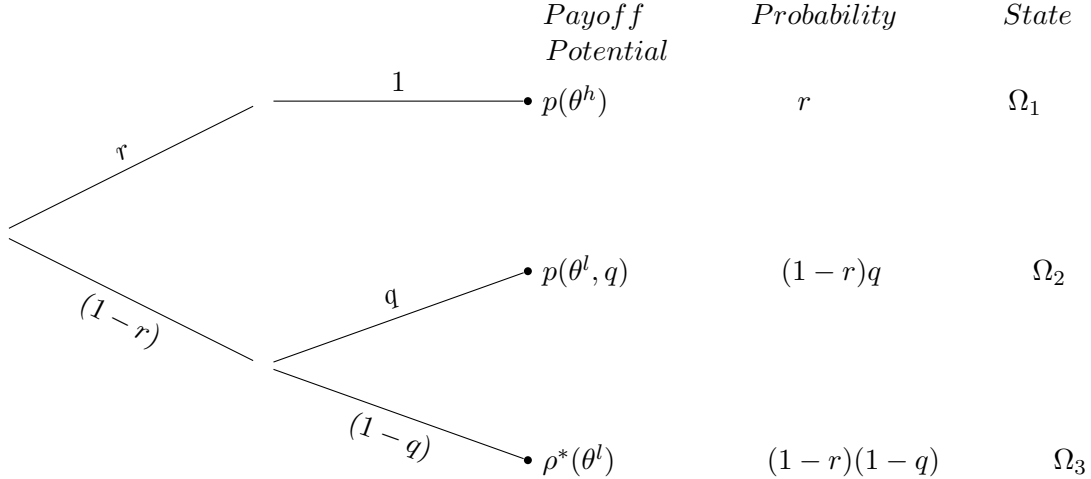 Payoff Probability State
Potential
1
p(θ^h) r Ω_1
r
p(θ^l, q) (1 − r)q Ω_2
q
(1 − r)
(1 − q)
ρ*(θ^l) (1 − r)(1 − q) Ω_3